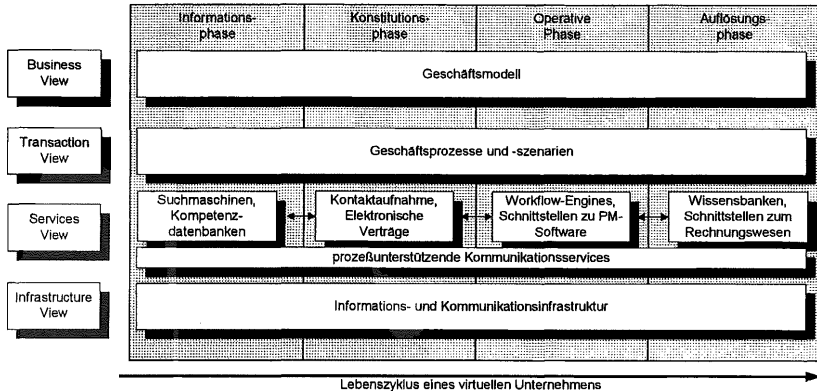 Informations-
phase
Konstitutions-
phase
Operative
Phase
Auflösungs-
phase
Business
View
Geschäftsmodell
Transaction
View
Geschäftsprozesse und -szenarien
Services
View
Suchmaschinen,
Kompetenz-
datenbanken
Kontaktaufnahme,
Elektronische
Verträge
Workflow-Engines,
Schnittstellen zu PM-
Software
Wissensbanken,
Schnittstellen zum
Rechnungswesen
prozeßunterstützende Kommunikationsservices
Infrastructure
View
Informations- und Kommunikationsinfrastruktur
Lebenszyklus eines virtuellen Unternehmens